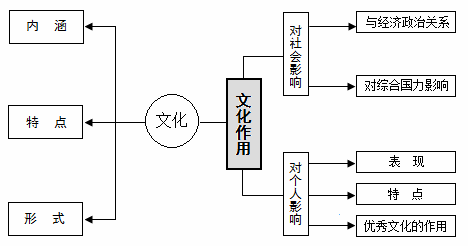 内 涵
特 点
形 式
文化
文化作用
对社会影响
与经济政治关系
对综合国力影响
对个人影响
表 现
特 点
优秀文化的作用